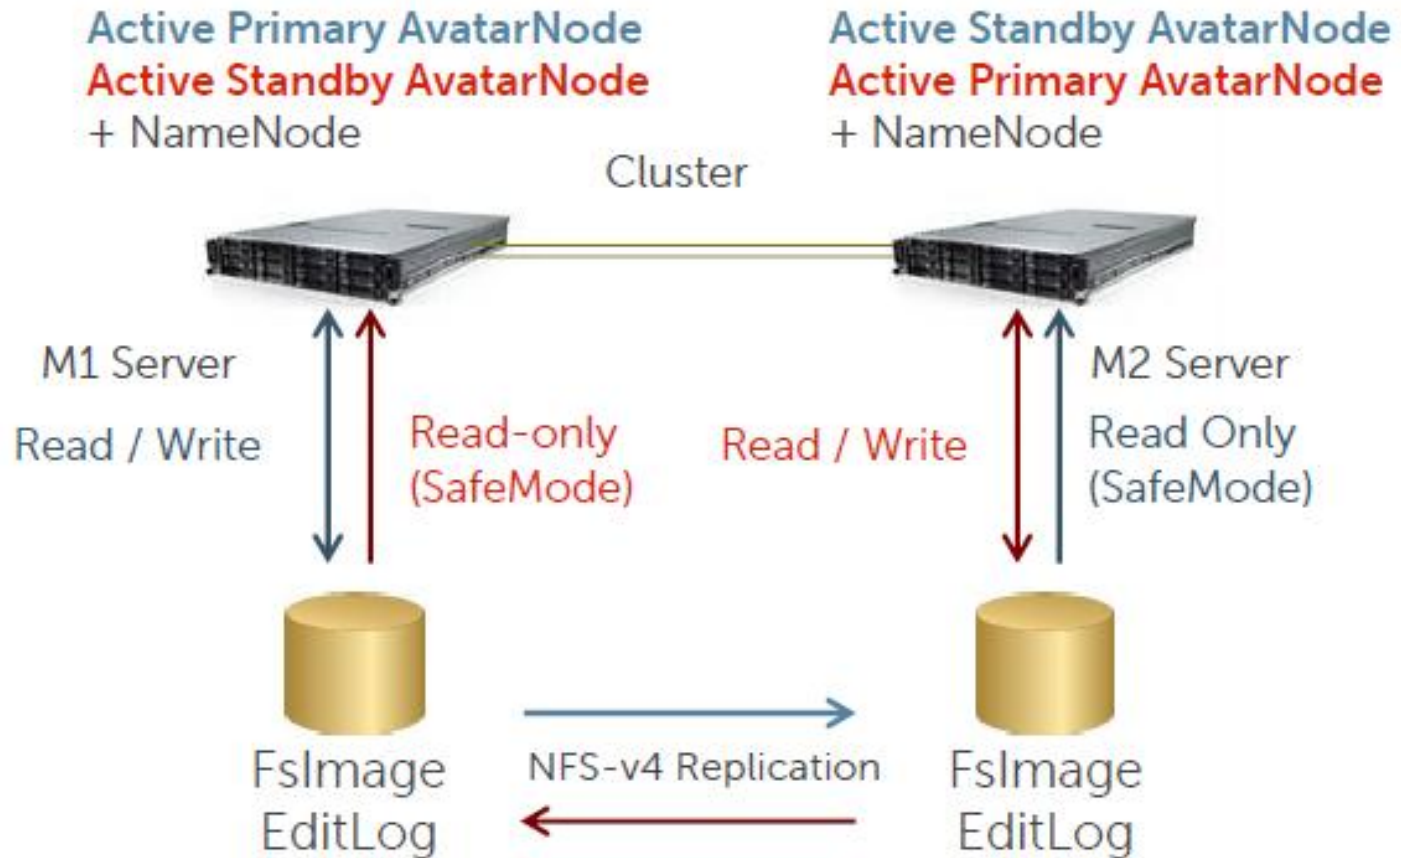 Active Primary AvatarNode
Active Standby AvatarNode
+ NameNode
Active Standby AvatarNode
Active Primary AvatarNode
+ NameNode
Cluster
M1 Server
Read / Write
Read-only
(SafeMode)
Read / Write
M2 Server
Read Only
(SafeMode)
FsImage
EditLog
NFS-v4 Replication
FsImage
EditLog